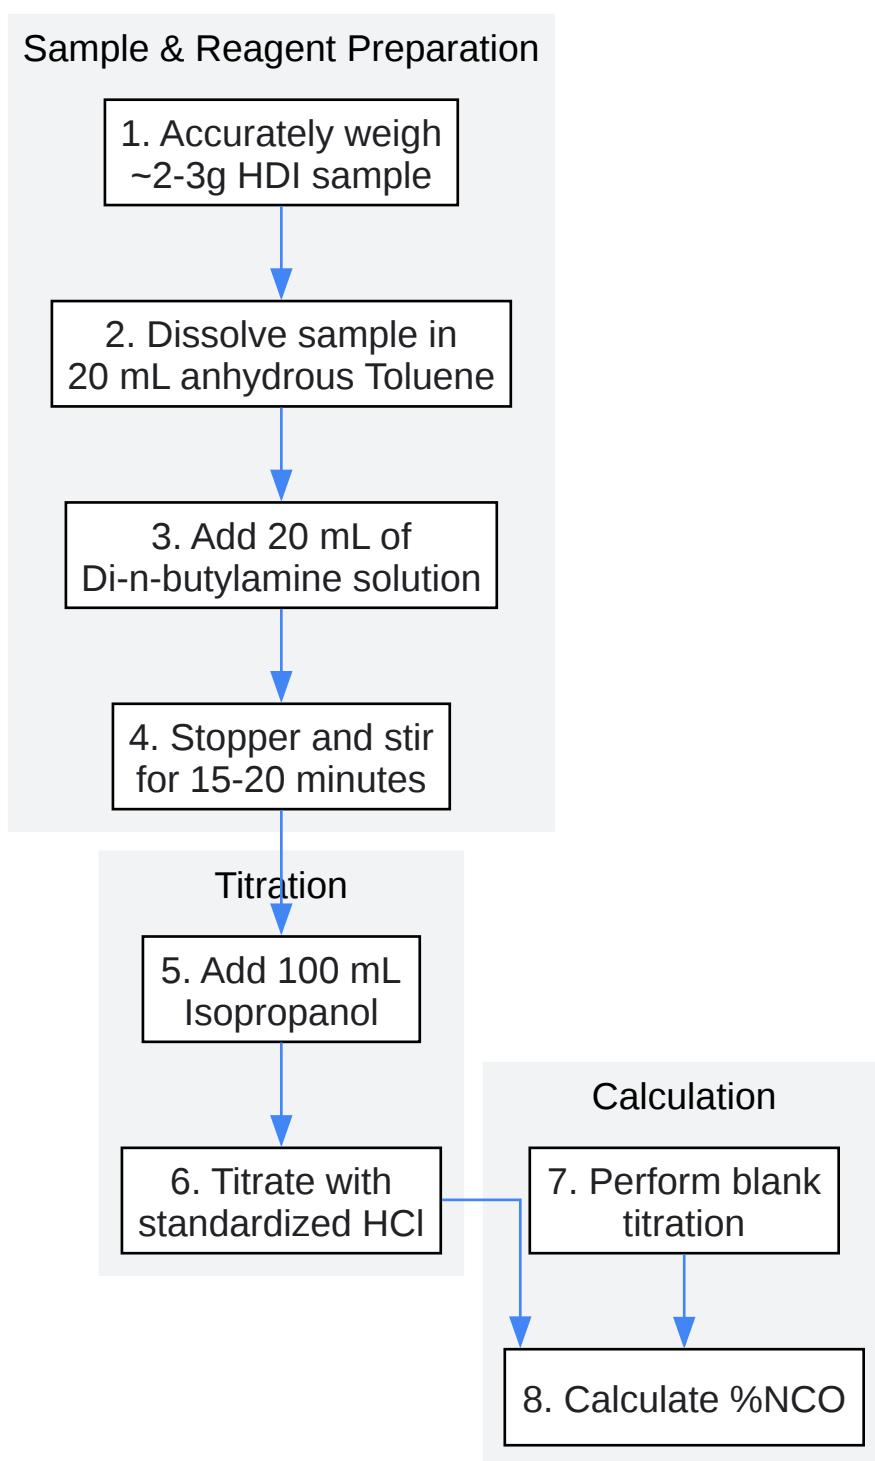 Sample & Reagent Preparation
1. Accurately weigh
~2-3g HDI sample
2. Dissolve sample in
20 mL anhydrous Toluene
3. Add 20 mL of
Di-n-butylamine solution
4. Stopper and stir
for 15-20 minutes
Titration
5. Add 100 mL
Isopropanol
6. Titrate with
standardized HCl
Calculation
7. Perform blank
titration
8. Calculate %NCO